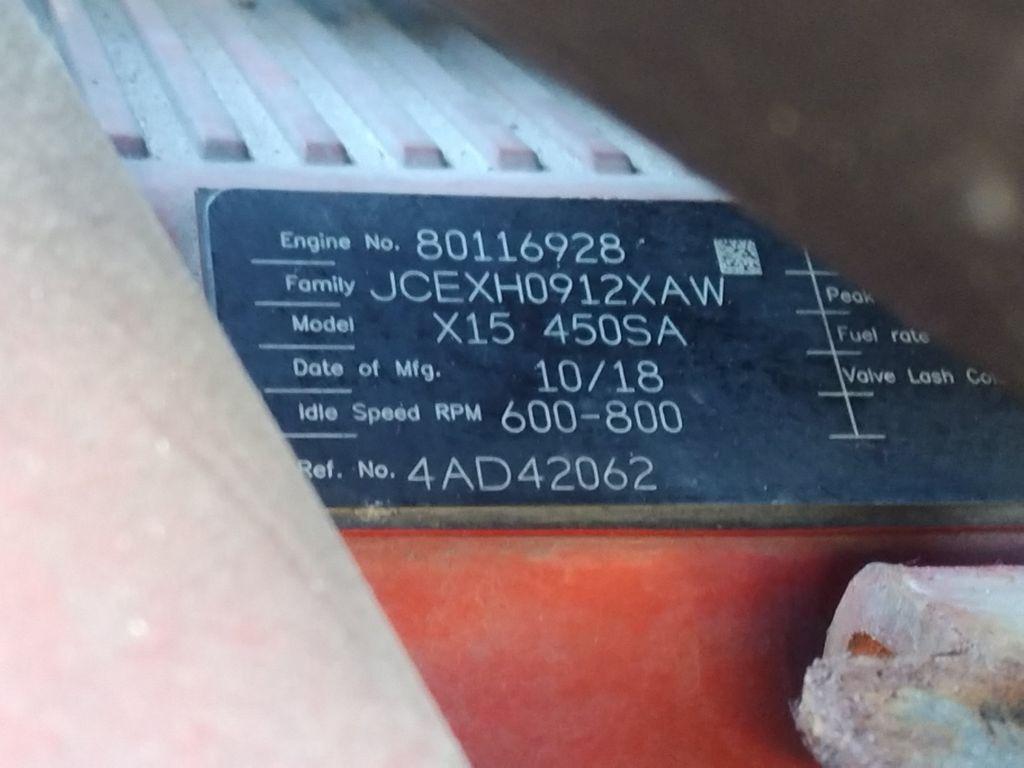 Engine No. 80116928
Family JCEXH0912XAW
Model X15 450SA
Date of Mfg. 10/18
Idle Speed RPM 600-800
Ref. No. 4AD42062
Peak
Fuel rate
Valve Lash